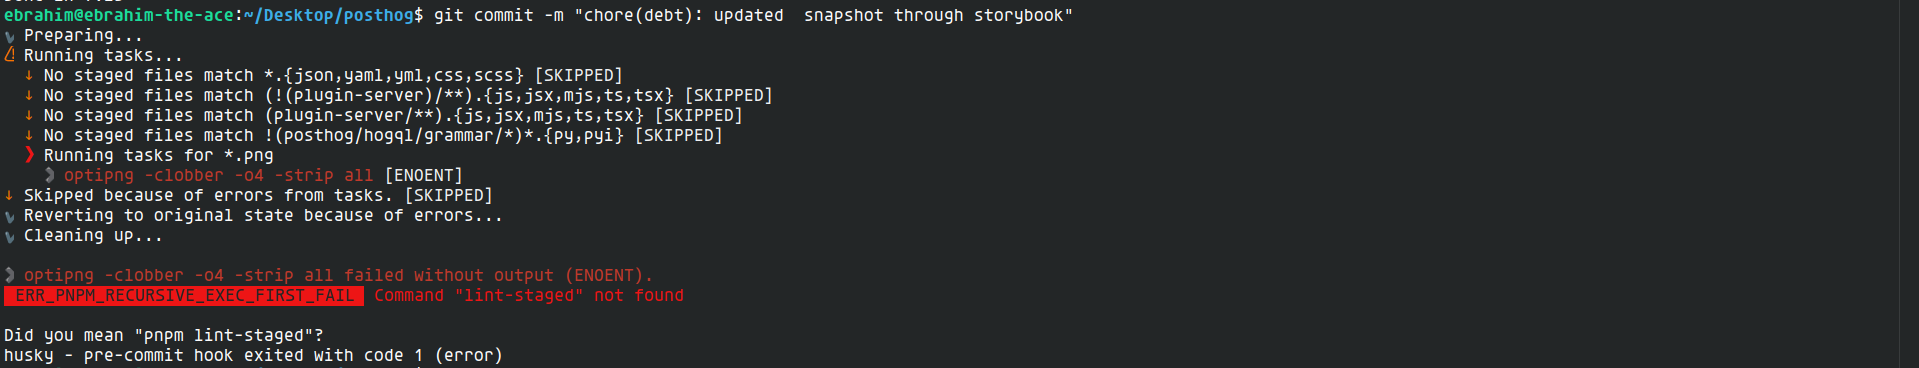 ebrahim@ebrahim-the-ace:~/Desktop/posthog$ git commit -m "chore(debt): updated  snapshot through storybook"
Preparing...
Running tasks...
↓ No staged files match *.{json,yaml,yml,css,scss} [SKIPPED]
↓ No staged files match (!(plugin-server)/**).{js,jsx,mjs,ts,tsx} [SKIPPED]
↓ No staged files match (plugin-server/**).{js,jsx,mjs,ts,tsx} [SKIPPED]
↓ No staged files match !(posthog/hogql/grammar/*)*.{py,pyi} [SKIPPED]
❯ Running tasks for *.png
optipng -clobber -o4 -strip all [ENOENT]
↓ Skipped because of errors from tasks. [SKIPPED]
Reverting to original state because of errors...
Cleaning up...
optipng -clobber -o4 -strip all failed without output (ENOENT).
ERR_PNPM_RECURSIVE_EXEC_FIRST_FAIL  Command "lint-staged" not found
Did you mean "pnpm lint-staged"?
husky - pre-commit hook exited with code 1 (error)